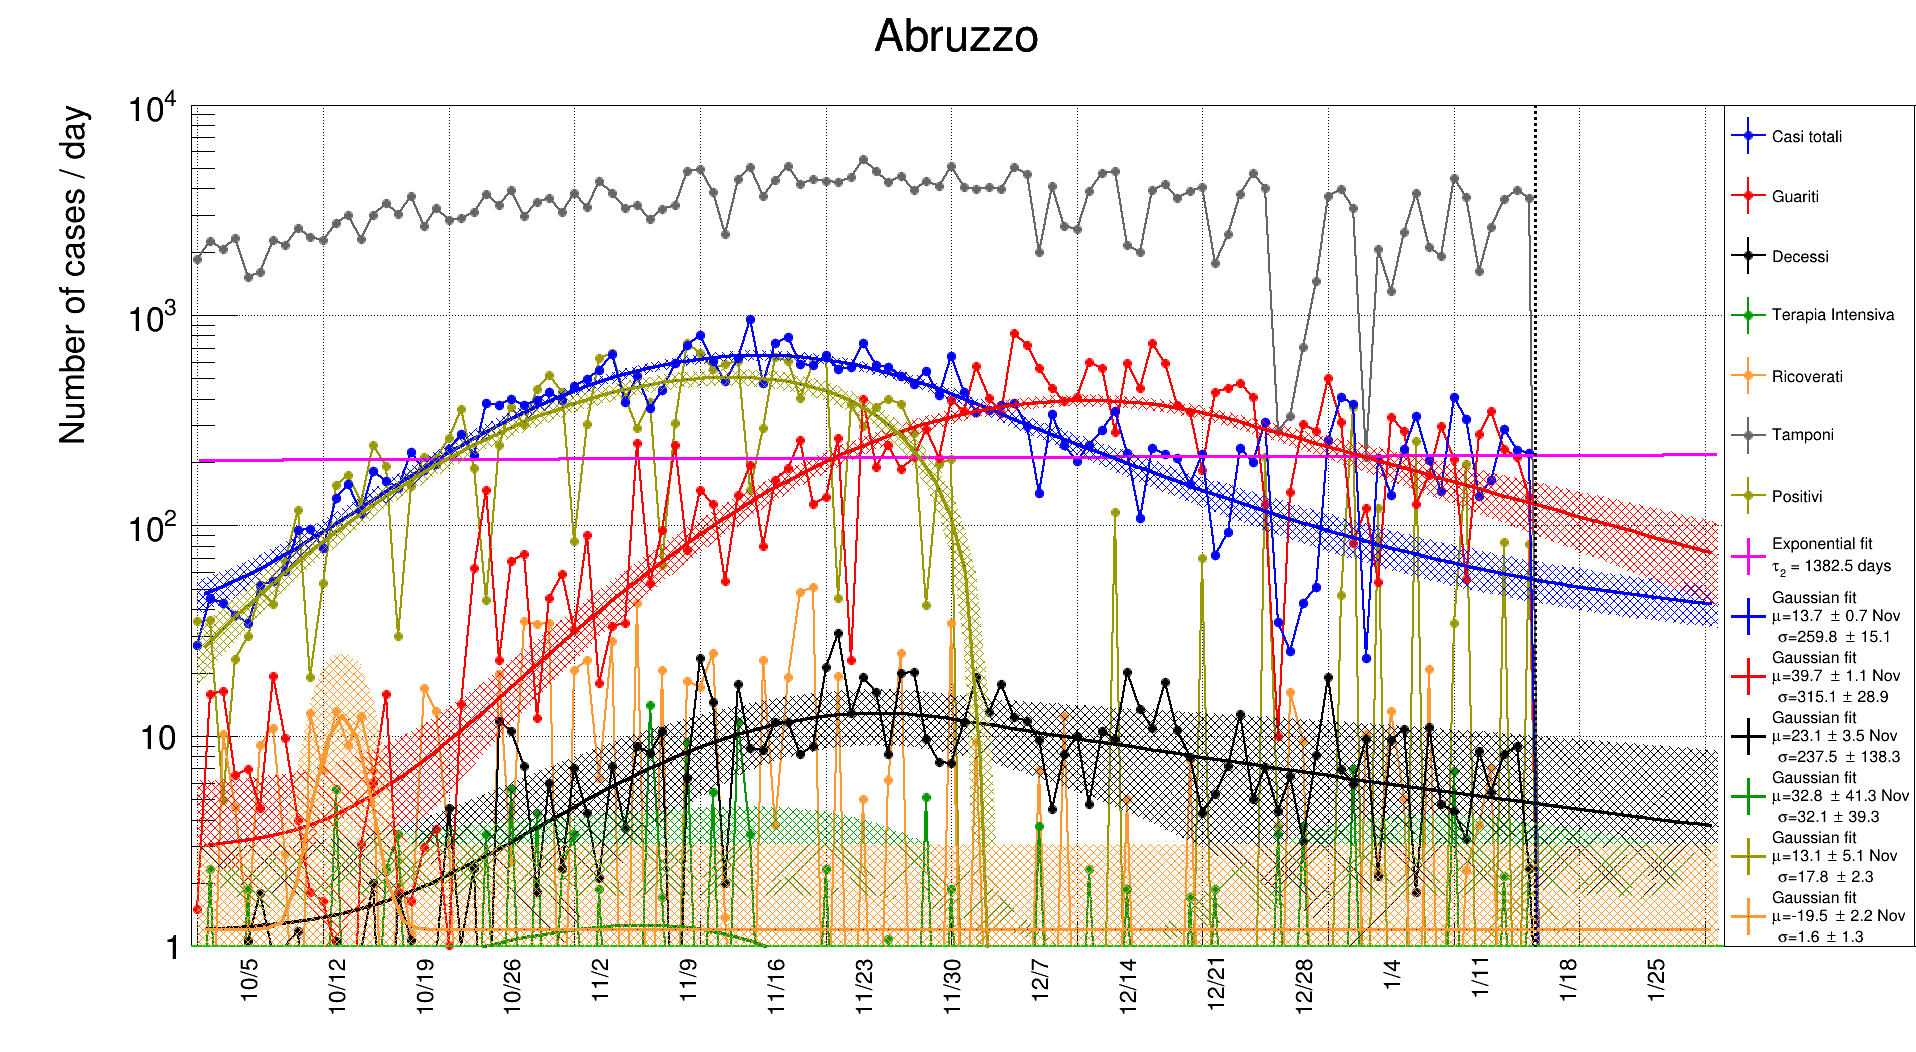 Abruzzo
Number of cases / day
10⁴
10³
10²
10
1
10/5
10/12
10/19
10/26
11/2
11/9
11/16
11/23
11/30
12/7
12/14
12/21
12/28
1/4
1/11
1/18
1/25
Casi totali
Guariti
Decessi
Terapia Intensiva
Ricoverati
Tamponi
Positivi
Exponential fit
τ₂ = 1382.5 days
Gaussian fit
μ=13.7 ± 0.7 Nov
σ=259.8 ± 15.1
Gaussian fit
μ=39.7 ± 1.1 Nov
σ=315.1 ± 28.9
Gaussian fit
μ=23.1 ± 3.5 Nov
σ=237.5 ± 138.3
Gaussian fit
μ=32.8 ± 41.3 Nov
σ=32.1 ± 39.3
Gaussian fit
μ=13.1 ± 5.1 Nov
σ=17.8 ± 2.3
Gaussian fit
μ=-19.5 ± 2.2 Nov
σ=1.6 ± 1.3